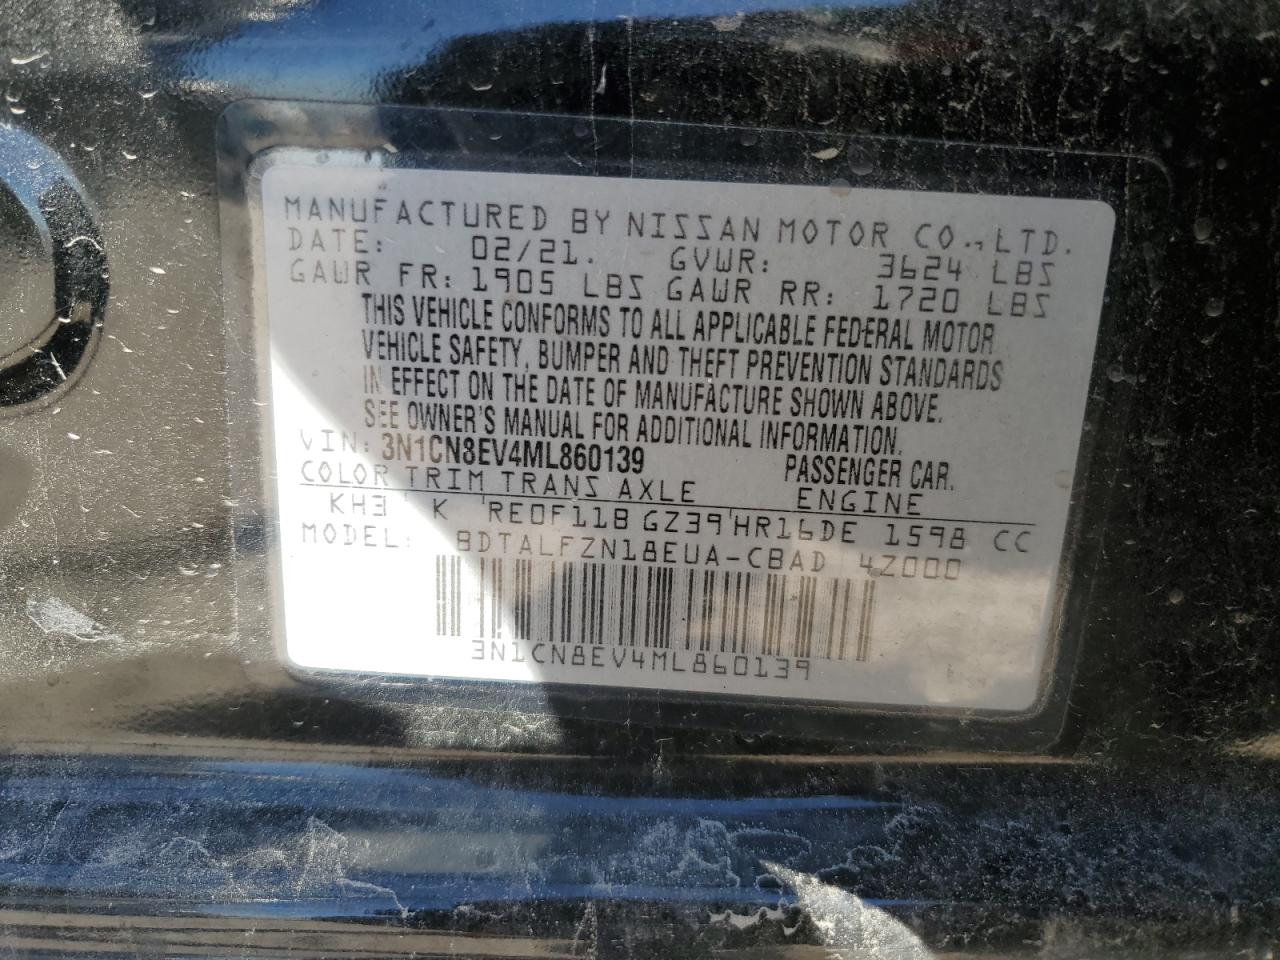 MANUFACTURED BY NISSAN MOTOR CO., LTD.
DATE: 02/21. GVWR: 3624 LBS
GAWR FR: 1905 LBS GAWR RR: 1720 LBS
THIS VEHICLE CONFORMS TO ALL APPLICABLE FEDERAL MOTOR
VEHICLE SAFETY, BUMPER AND THEFT PREVENTION STANDARDS
IN EFFECT ON THE DATE OF MANUFACTURE SHOWN ABOVE.
SEE OWNER'S MANUAL FOR ADDITIONAL INFORMATION.
VIN: 3N1CN8EV4ML860139 PASSENGER CAR.
COLOR TRIM TRANS AXLE ENGINE
KH3 K RE0F11B GZ39 HR16DE 1598 CC
MODEL: BDTALFZN18EUA-CBAD 4Z000
3N1CN8EV4ML860139